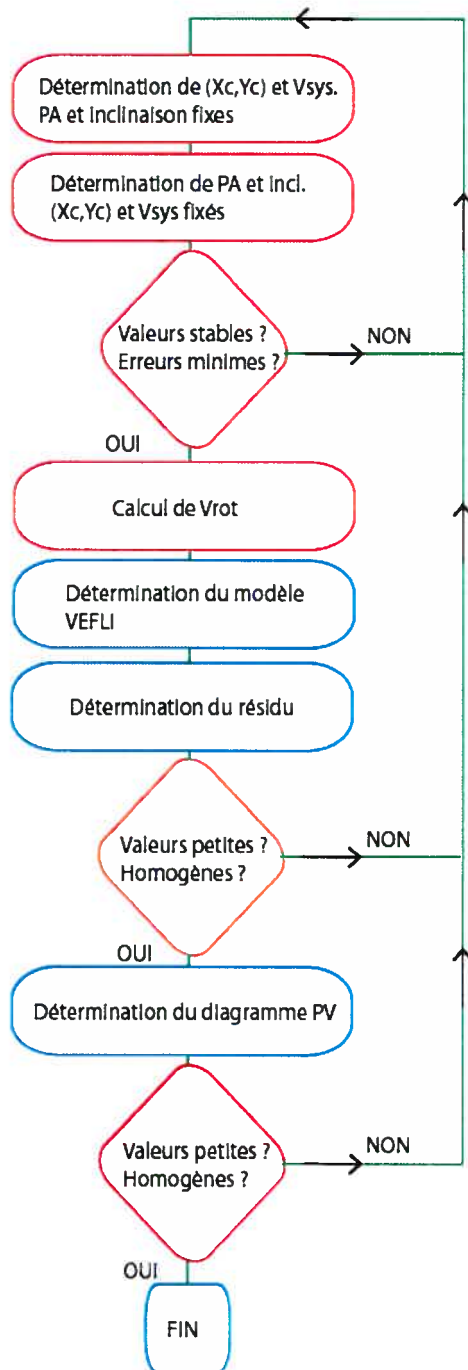 Détermination de (Xc,Yc) et Vsys.
PA et inclinaison fixes
Détermination de PA et incl.
(Xc,Yc) et Vsys fixés
Valeurs stables ?
Erreurs minimes ?
NON
OUI
Calcul de Vrot
Détermination du modèle
VEFLI
Détermination du résidu
Valeurs petites ?
Homogènes ?
NON
OUI
Détermination du diagramme PV
Valeurs petites ?
Homogènes ?
NON
OUI
FIN